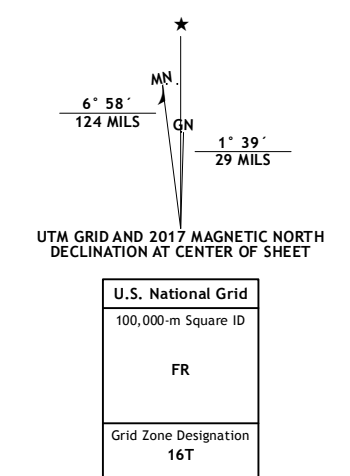 ★
MN
6° 58´
124 MILS
GN
1° 39´
29 MILS
UTM GRID AND 2017 MAGNETIC NORTH
DECLINATION AT CENTER OF SHEET
U.S. National Grid
100,000-m Square ID
FR
Grid Zone Designation
16T